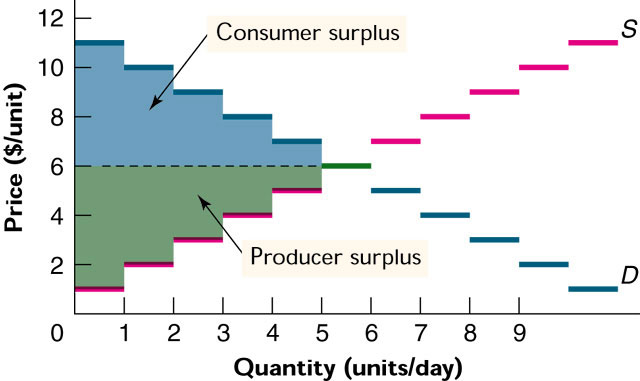 Price ($/unit)
12
10
8
6
4
2
0
Consumer surplus
Producer surplus
S
D
1 2 3 4 5 6 7 8 9
Quantity (units/day)